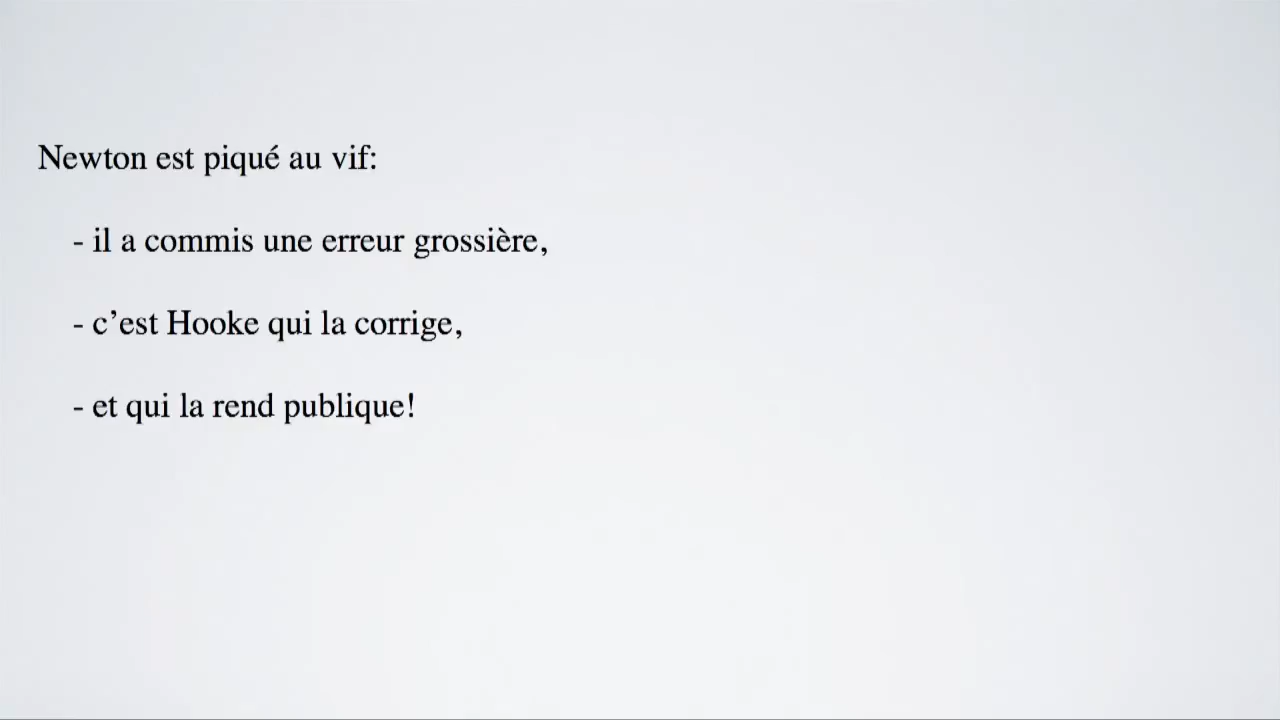 Newton est piqué au vif:
- il a commis une erreur grossière,
- c’est Hooke qui la corrige,
- et qui la rend publique!